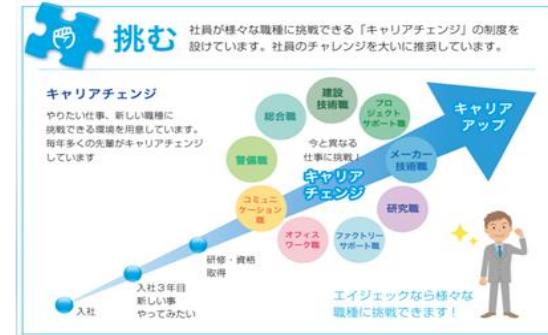 挑む
社員が様々な職種に挑戦できる「キャリアチェンジ」の制度を
設けています。社員のチャレンジを大いに推奨しています。
キャリアチェンジ
やりたい仕事、新しい職種に
挑戦できる環境を用意しています。
毎年多くの先輩がキャリアチェンジ
しています
建設
技術職
総合職
プロ
ジェクト
サポート職
キャリア
アップ
警備職
今と異なる
仕事に挑戦！
メーカー
技術職
キャリア
チェンジ
コミュニ
ケーション
職
研究職
オフィス
ワーク職
ファクトリー
サポート職
研修・資格
取得
入社３年目
新しい事
やってみたい
入社
エイジェックなら様々な
職種に挑戦できます！